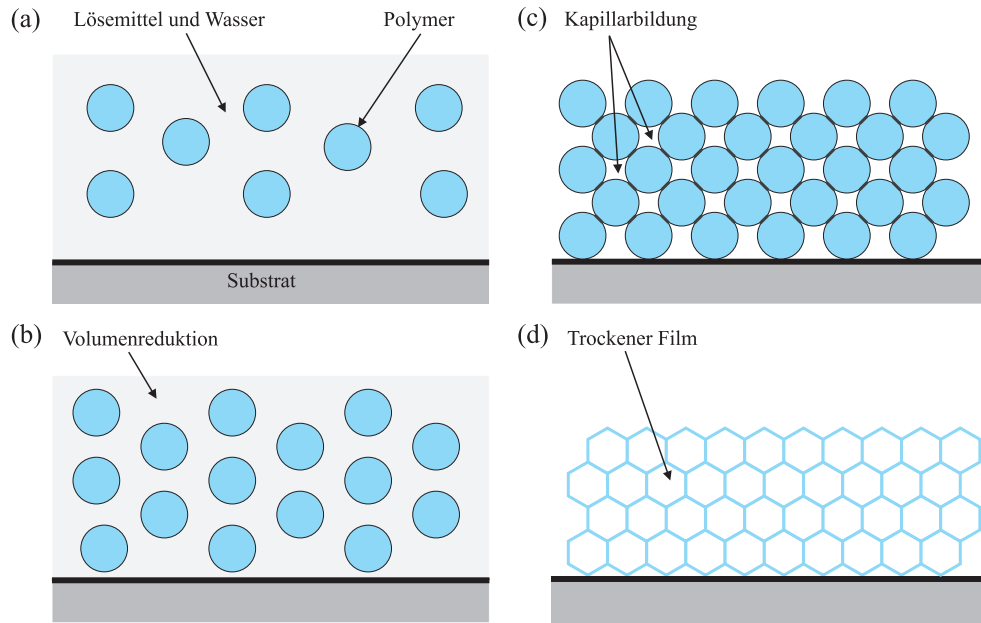 (a)
Lösemittel und Wasser
Polymer
Substrat
(b)
Volumenreduktion
(c)
Kapillarbildung
(d)
Trockener Film